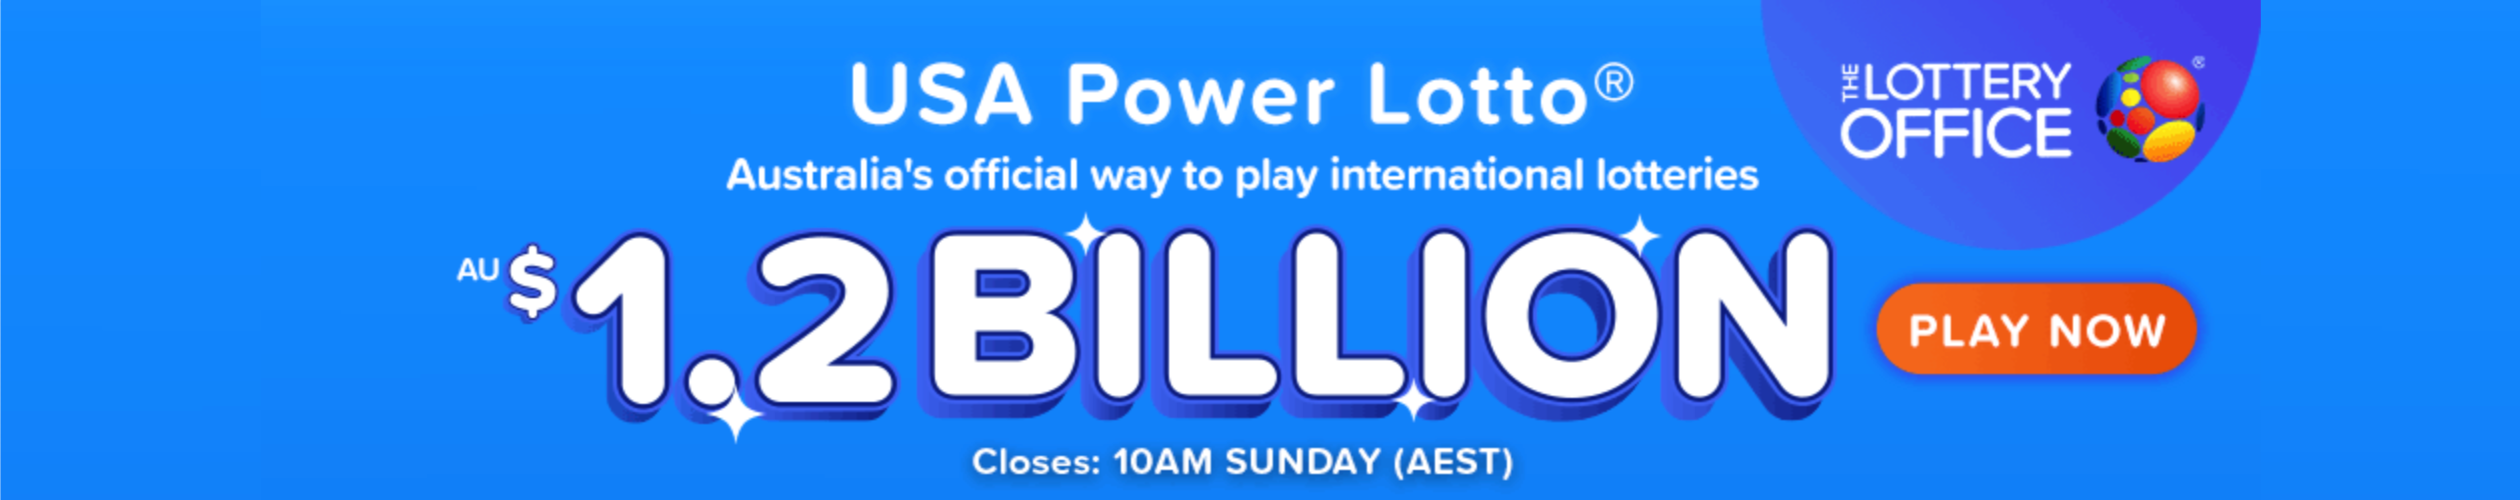 USA Power Lotto®
Australia's official way to play international lotteries
AU $1.2 BILLION
Closes: 10AM SUNDAY (AEST)
THE LOTTERY OFFICE ®
PLAY NOW